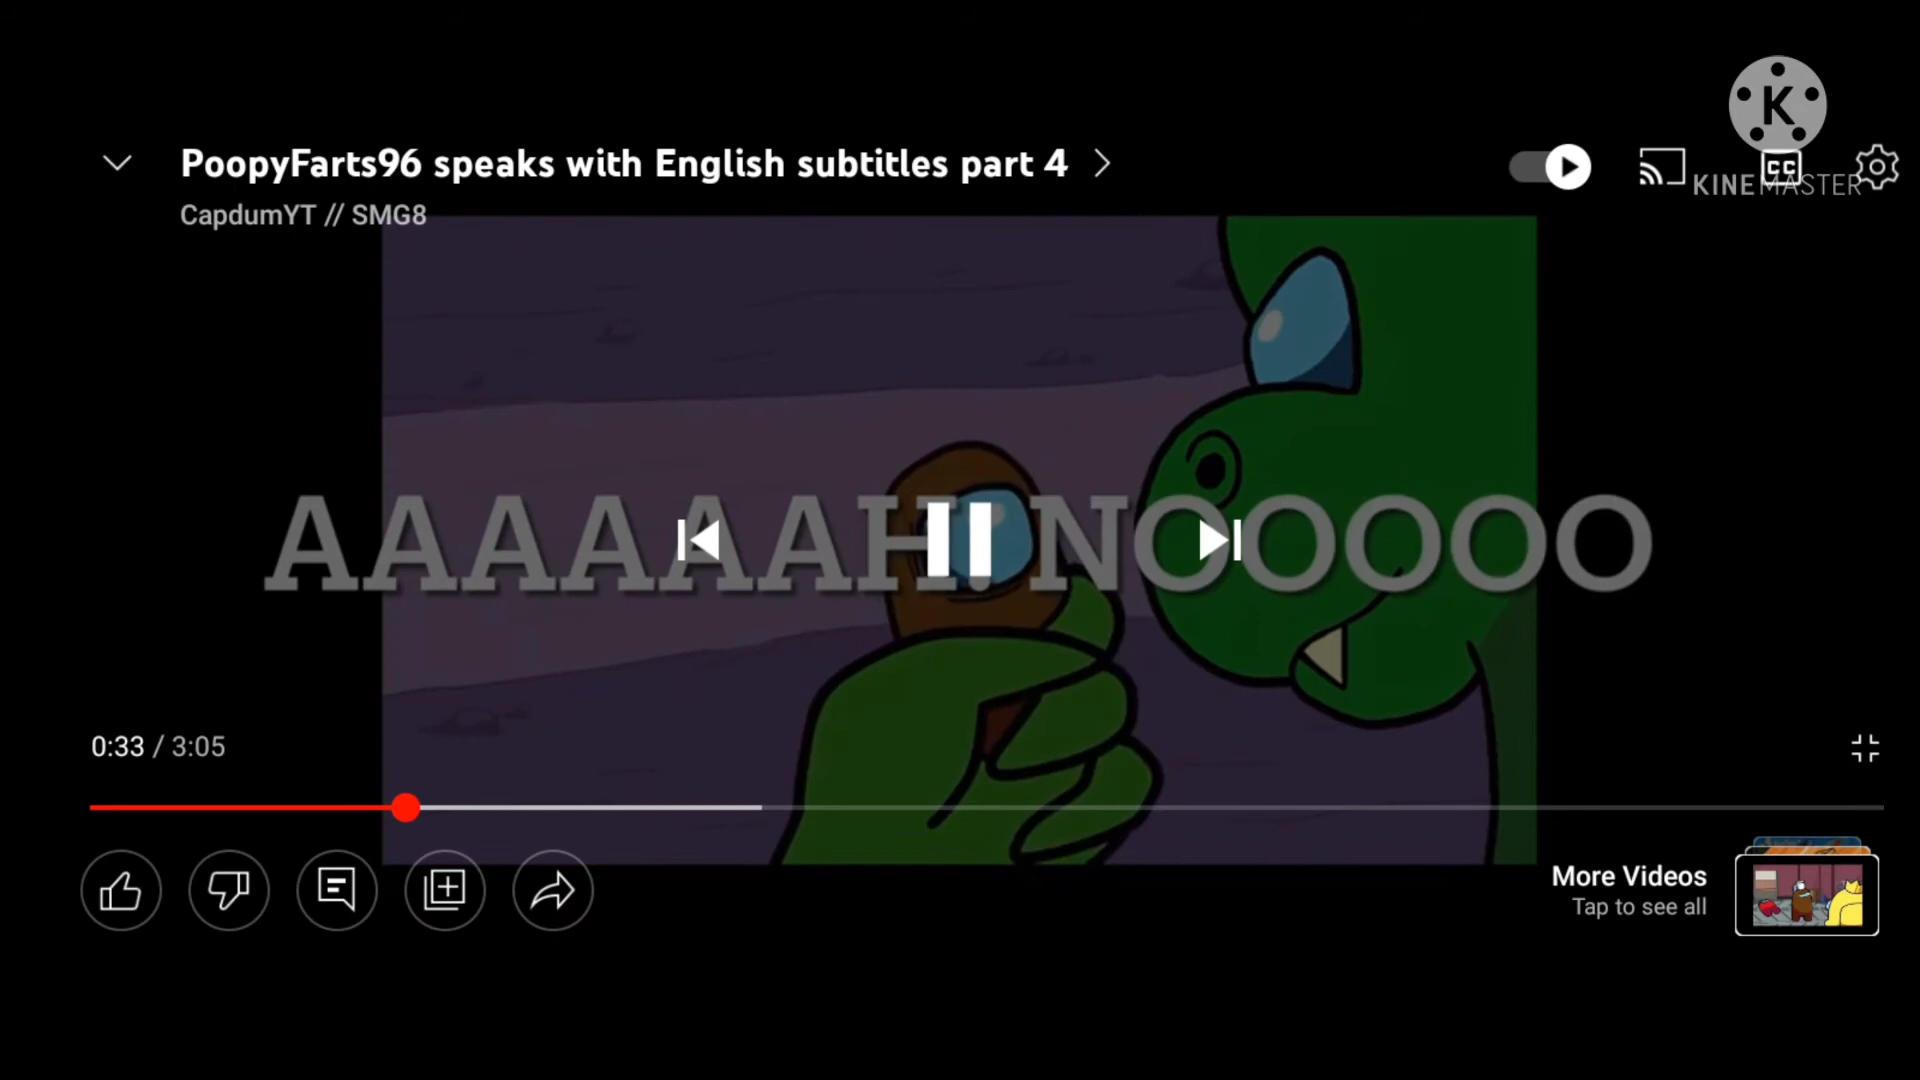 K
KINEMASTER
PoopyFarts96 speaks with English subtitles part 4
CC
CapdumYT // SMG8
AAAAAAH! NOOOOO
0:33 / 3:05
More Videos
Tap to see all